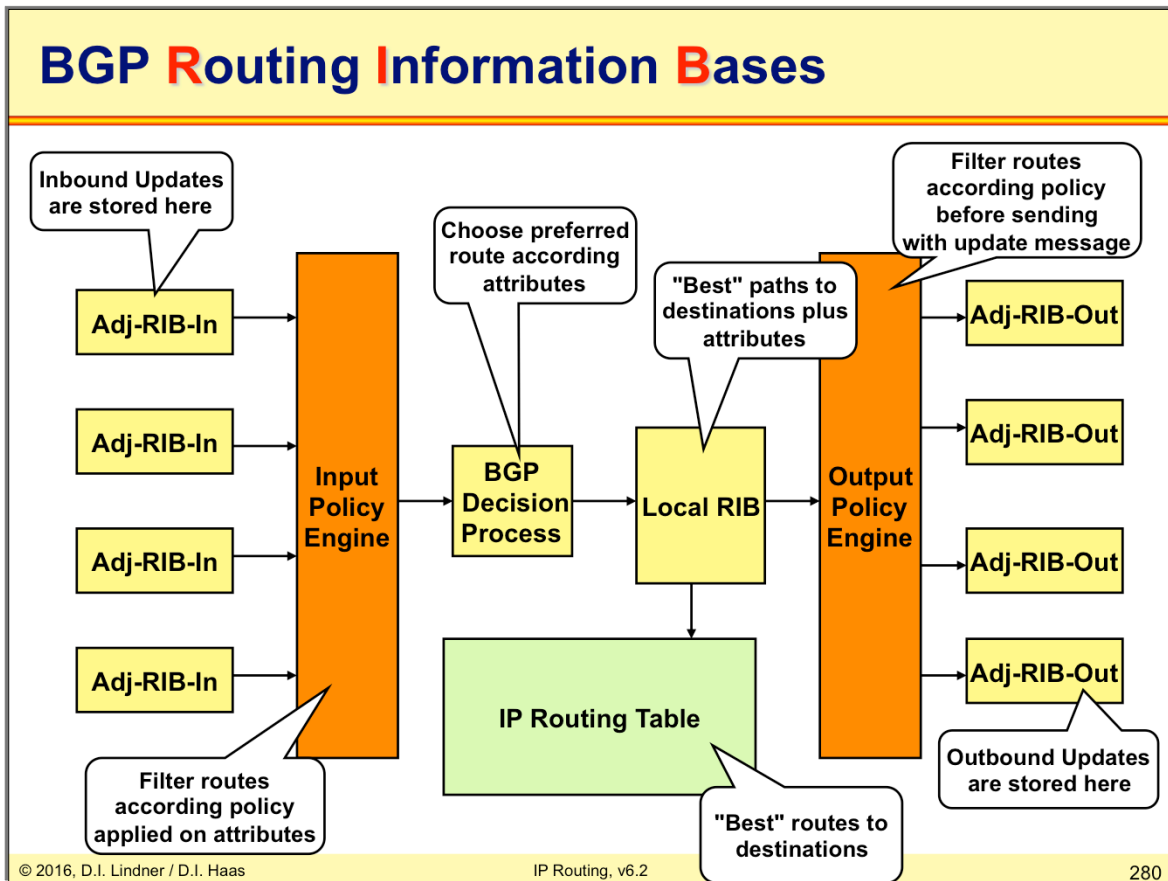 BGP Routing Information Bases
Inbound Updates
are stored here
Choose preferred
route according
attributes
"Best" paths to
destinations plus
attributes
Filter routes
according policy
before sending
with update message
Adj-RIB-In
Adj-RIB-In
Adj-RIB-In
Adj-RIB-In
Input
Policy
Engine
BGP
Decision
Process
Local RIB
Output
Policy
Engine
Adj-RIB-Out
Adj-RIB-Out
Adj-RIB-Out
Adj-RIB-Out
IP Routing Table
Filter routes
according policy
applied on attributes
"Best" routes to
destinations
Outbound Updates
are stored here
© 2016, D.I. Lindner / D.I. Haas
IP Routing, v6.2
280